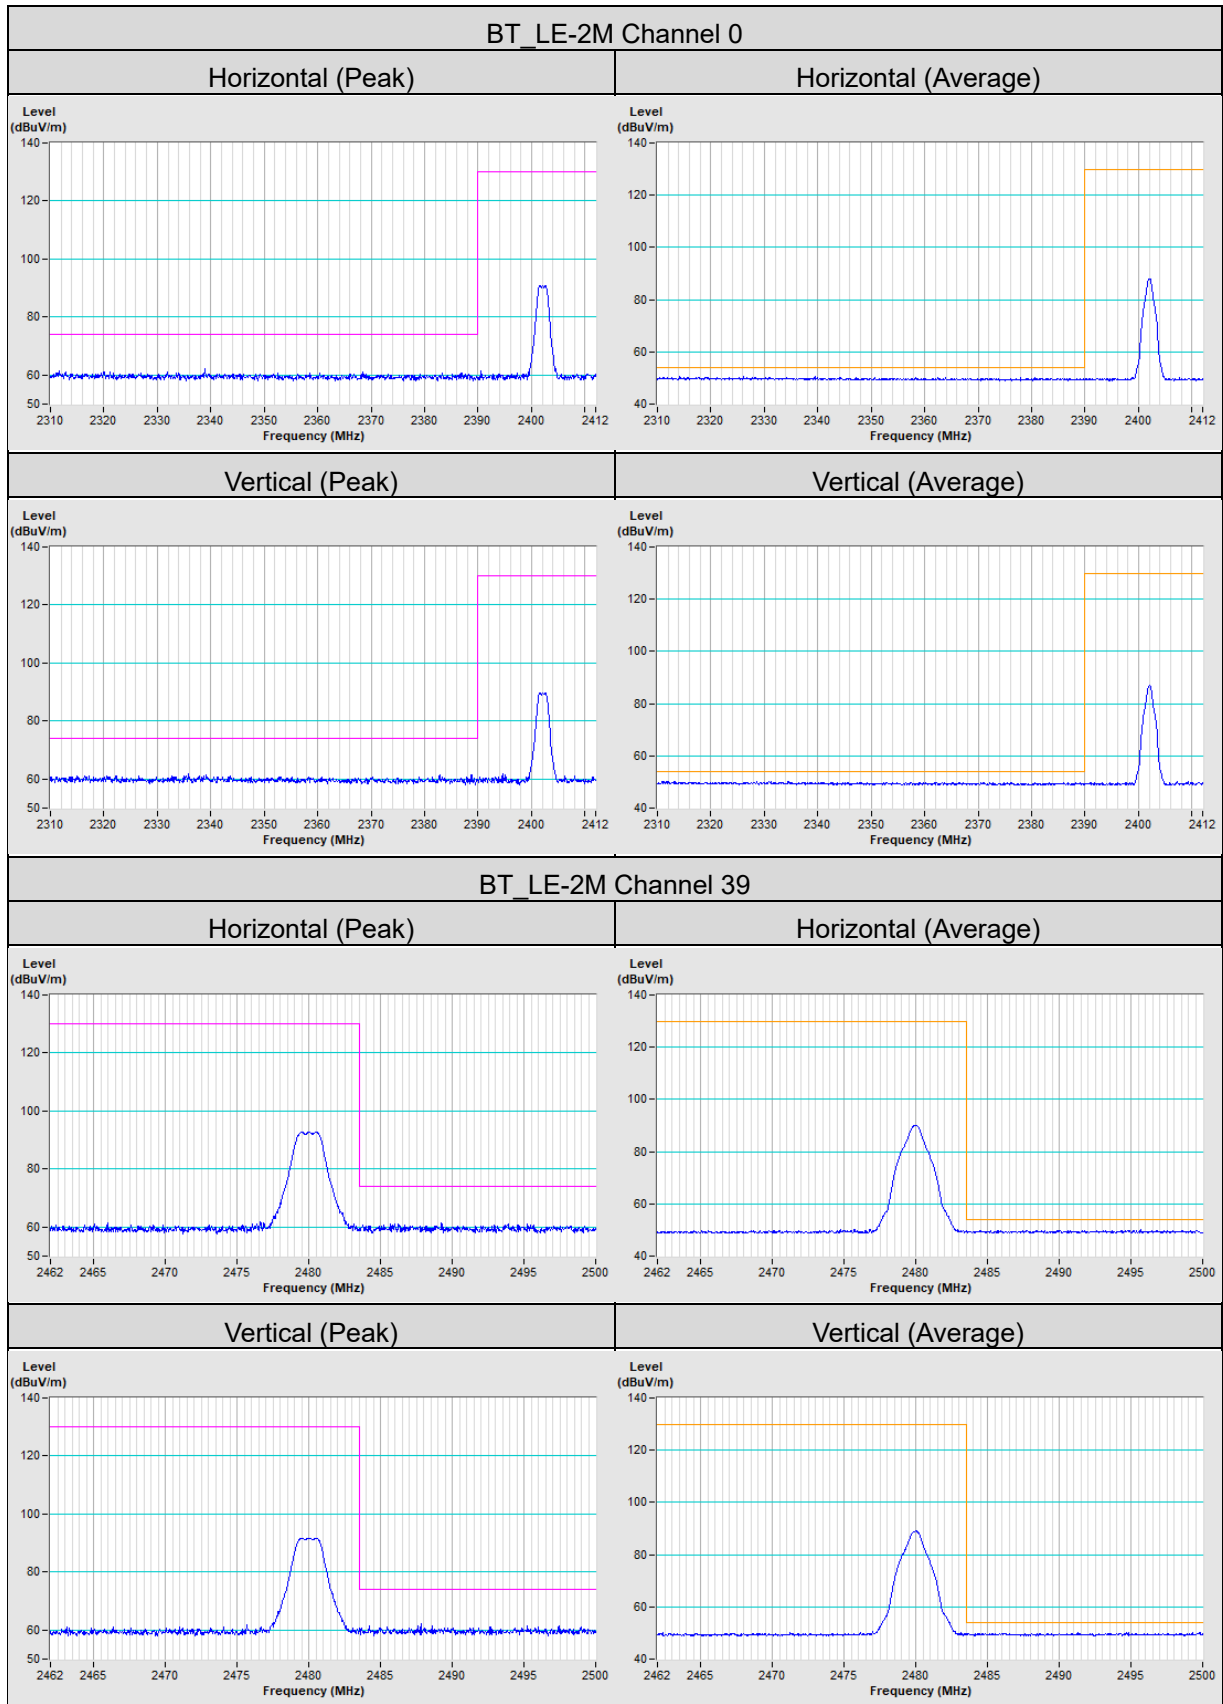 BT_LE-2M Channel 0
Horizontal (Peak) Horizontal (Average)
Level
(dBuV/m)
140
120
100
80
60
50
2310 2320 2330 2340 2350 2360 2370 2380 2390 2400 2412
Frequency (MHz)
Level
(dBuV/m)
140
120
100
80
60
40
2310 2320 2330 2340 2350 2360 2370 2380 2390 2400 2412
Frequency (MHz)
Vertical (Peak) Vertical (Average)
Level
(dBuV/m)
140
120
100
80
60
50
2310 2320 2330 2340 2350 2360 2370 2380 2390 2400 2412
Frequency (MHz)
Level
(dBuV/m)
140
120
100
80
60
40
2310 2320 2330 2340 2350 2360 2370 2380 2390 2400 2412
Frequency (MHz)
BT_LE-2M Channel 39
Horizontal (Peak) Horizontal (Average)
Level
(dBuV/m)
140
120
100
80
60
50
2462 2465 2470 2475 2480 2485 2490 2495 2500
Frequency (MHz)
Level
(dBuV/m)
140
120
100
80
60
40
2462 2465 2470 2475 2480 2485 2490 2495 2500
Frequency (MHz)
Vertical (Peak) Vertical (Average)
Level
(dBuV/m)
140
120
100
80
60
50
2462 2465 2470 2475 2480 2485 2490 2495 2500
Frequency (MHz)
Level
(dBuV/m)
140
120
100
80
60
40
2462 2465 2470 2475 2480 2485 2490 2495 2500
Frequency (MHz)